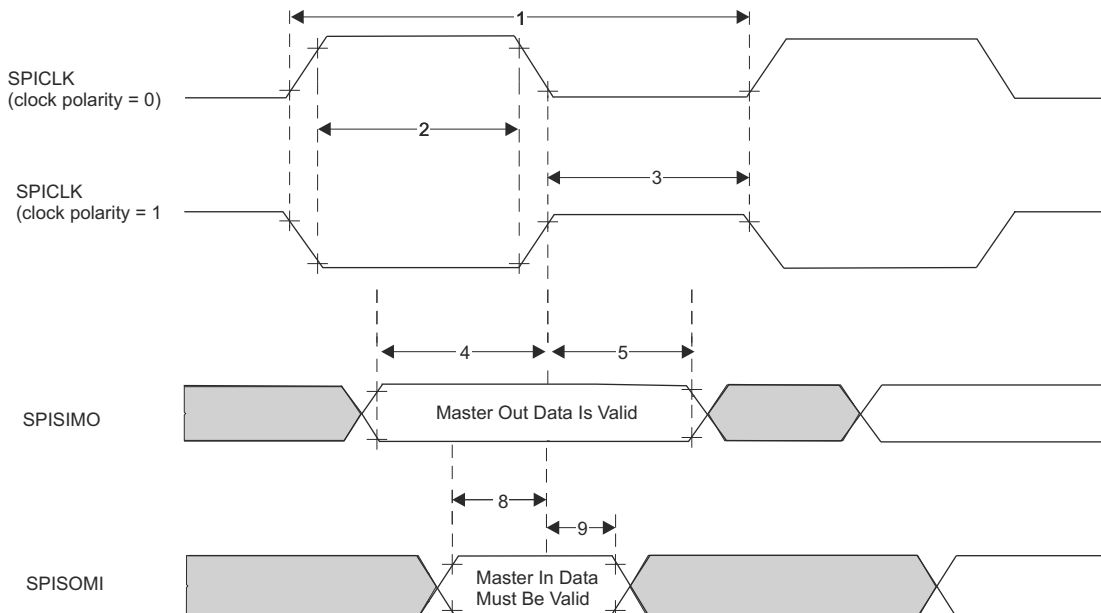 1
SPICLK
(clock polarity = 0)
2
SPICLK
(clock polarity = 1
3
4
5
SPISIMO
Master Out Data Is Valid
8
9
SPISOMI
Master In Data
Must Be Valid